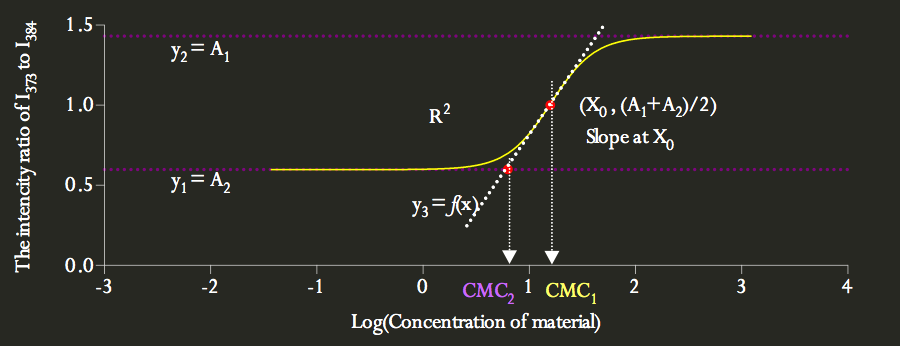 The intencity ratio of I373 to I384
1.5
1.0
0.5
0.0
y2 = A1
R2
(X0 , (A1+A2)/2)
Slope at X0
y1 = A2
y3 = f(x)
-3 -2 -1 0 1 2 3 4
CMC2 CMC1
Log(Concentration of material)